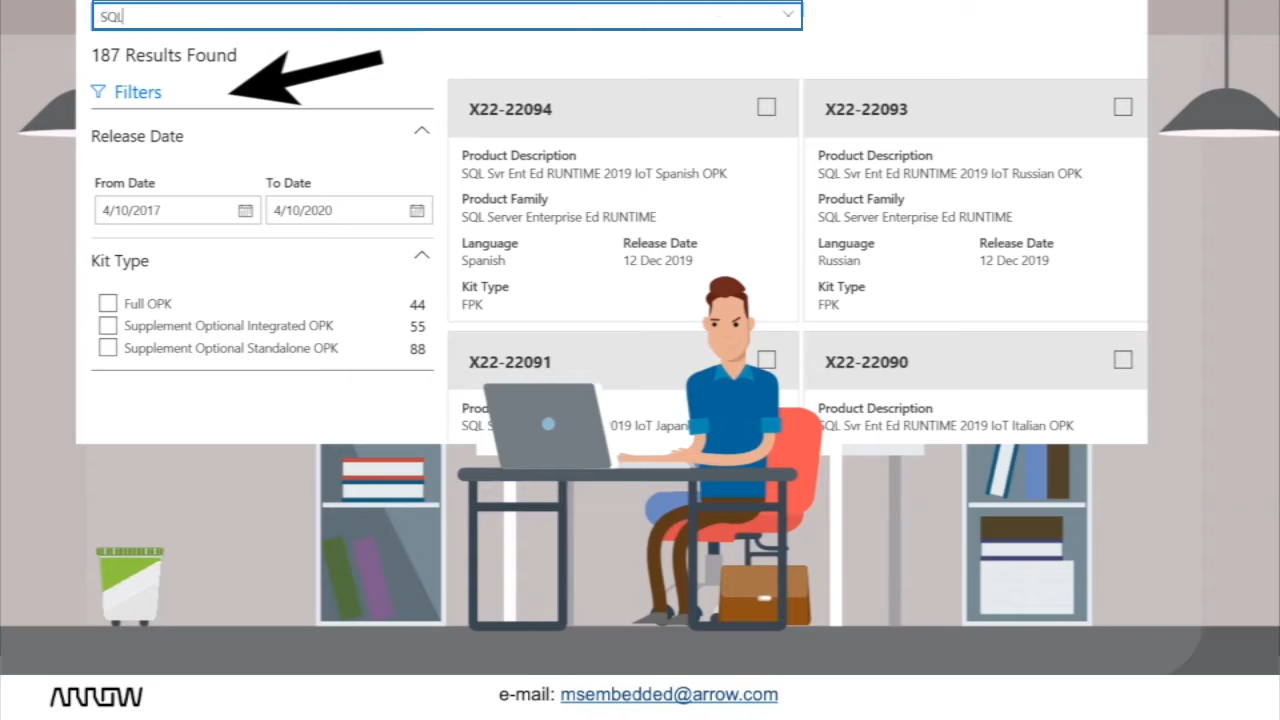 SQL
187 Results Found
Filters
Release Date
From Date
To Date
4/10/2017
4/10/2020
Kit Type
Full OPK 44
Supplement Optional Integrated OPK 55
Supplement Optional Standalone OPK 88
X22-22094
Product Description
SQL Svr Ent Ed RUNTIME 2019 IoT Spanish OPK
Product Family
SQL Server Enterprise Ed RUNTIME
Language
Release Date
Spanish
12 Dec 2019
Kit Type
FPK
X22-22093
Product Description
SQL Svr Ent Ed RUNTIME 2019 IoT Russian OPK
Product Family
SQL Server Enterprise Ed RUNTIME
Language
Release Date
Russian
12 Dec 2019
Kit Type
FPK
X22-22091
IoT
X22-22090
Product Description
SQL Svr Ent Ed RUNTIME 2019 IoT Italian OPK
ARROW
e-mail: msembedded@arrow.com